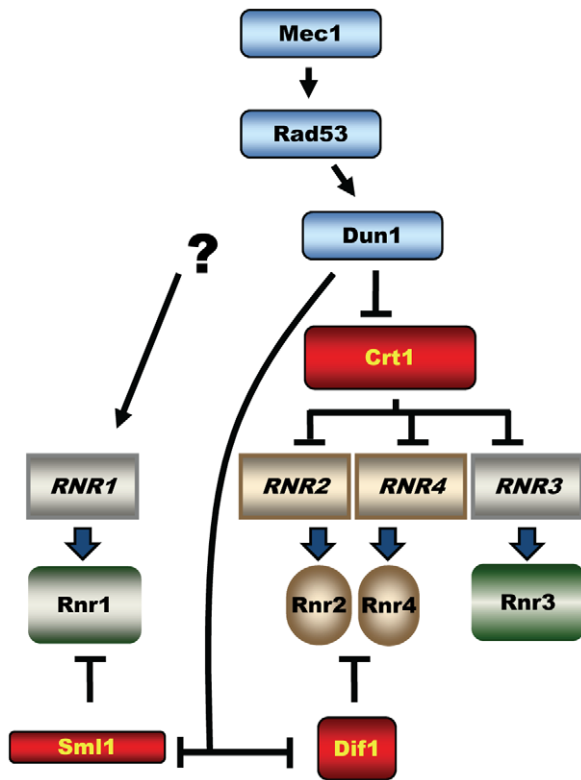 Mec1
Rad53
Dun1
?
Crt1
RNR1
RNR2
RNR4
RNR3
Rnr1
Rnr2
Rnr4
Rnr3
Sml1
Dif1